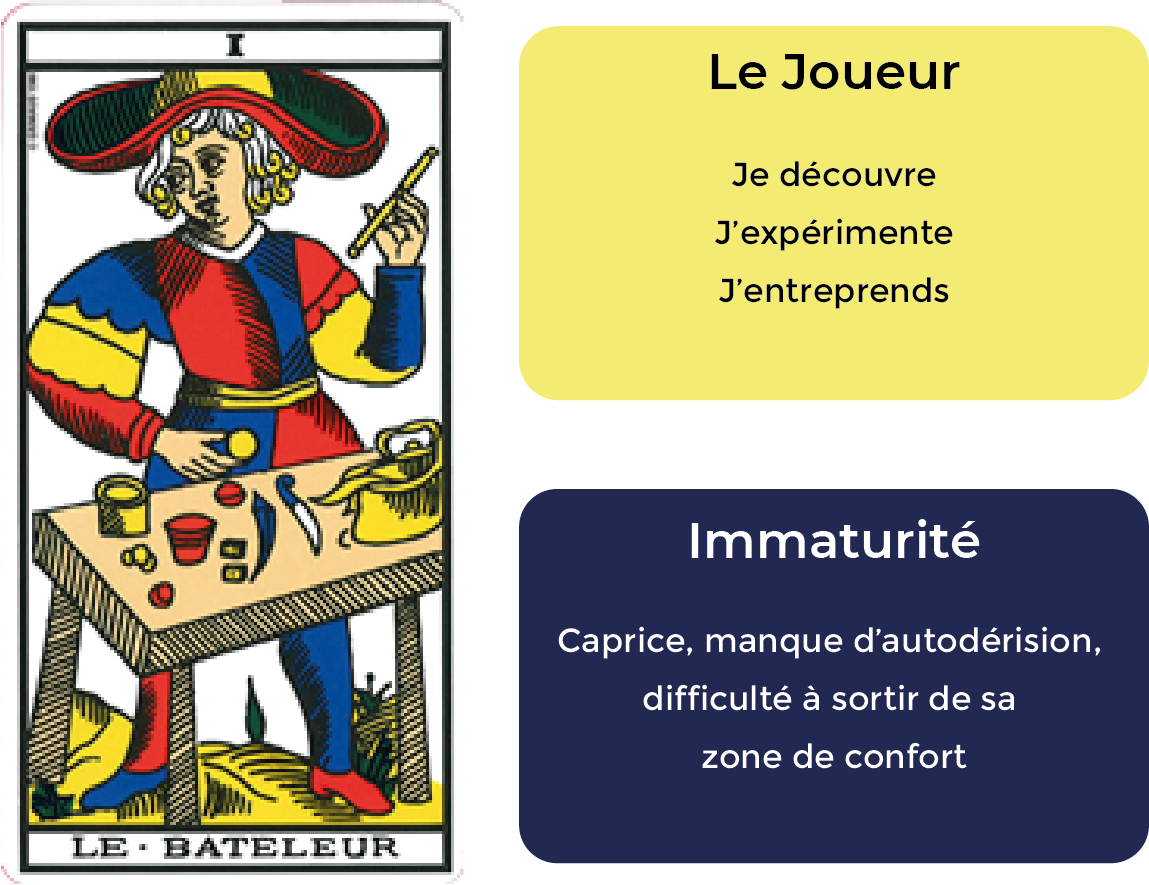 I
LE · BATELEUR
Le Joueur
Je découvre
J’expérimente
J’entreprends
Immaturité
Caprice, manque d’autodérision,
difficulté à sortir de sa
zone de confort